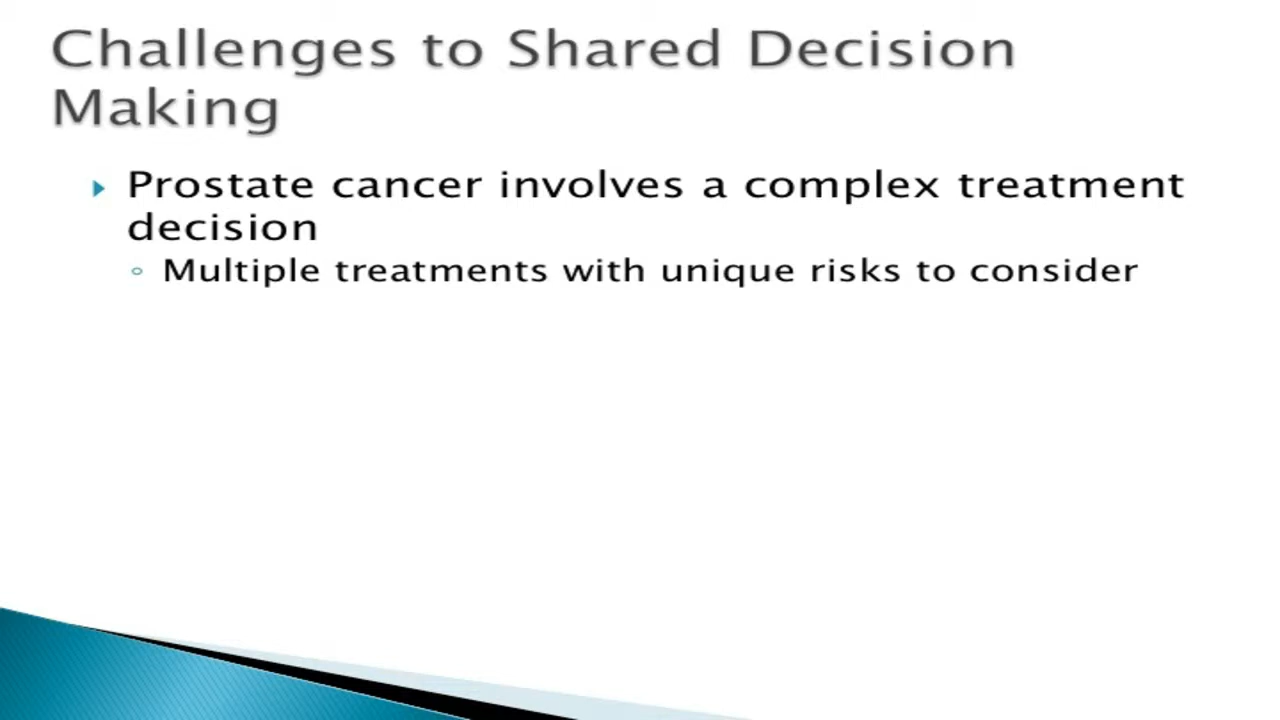 Challenges to Shared Decision
Making
Prostate cancer involves a complex treatment
decision
Multiple treatments with unique risks to consider